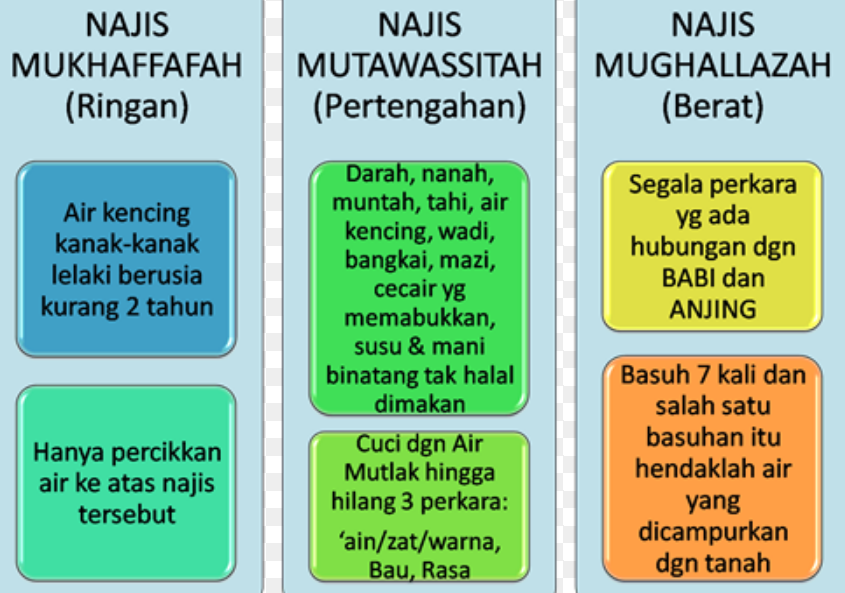 NAJIS
MUKHAFFAFAH
(Ringan)
Air kencing
kanak-kanak
lelaki berusia
kurang 2 tahun
Hanya percikkan
air ke atas najis
tersebut
NAJIS
MUTAWASSITAH
(Pertengahan)
Darah, nanah,
muntah, tahi, air
kencing, wadi,
bangkai, mazi,
cecair yg
memabukkan,
susu & mani
binatang tak halal
dimakan
Cuci dgn Air
Mutlak hingga
hilang 3 perkara:
‘ain/zat/warna,
Bau, Rasa
NAJIS
MUGHALLAZAH
(Berat)
Segala perkara
yg ada
hubungan dgn
BABI dan
ANJING
Basuh 7 kali dan
salah satu
basuhan itu
hendaklah air
yang
dicampurkan
dgn tanah